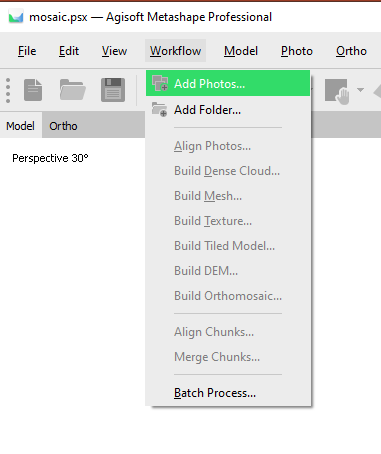 mosaic.psx — Agisoft Metashape Professional
File Edit View Workflow Model Photo Ortho
Model Ortho
Perspective 30°
Add Photos...
Add Folder...
Align Photos...
Build Dense Cloud...
Build Mesh...
Build Texture...
Build Tiled Model...
Build DEM...
Build Orthomosaic...
Align Chunks...
Merge Chunks...
Batch Process...